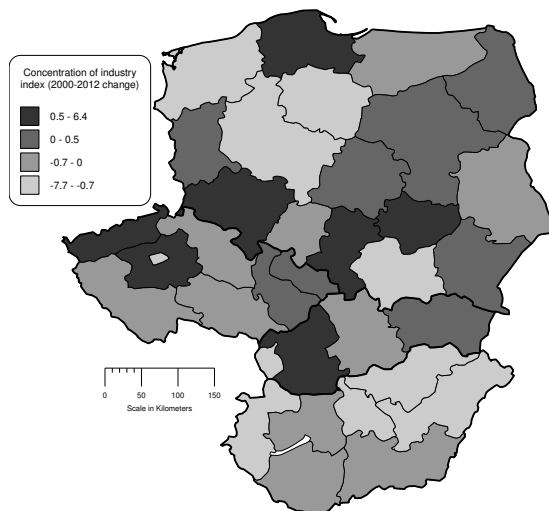 Concentration of industry
index (2000-2012 change)
0.5 - 6.4
0 - 0.5
-0.7 - 0
-7.7 - -0.7
0 50 100 150
Scale in Kilometers